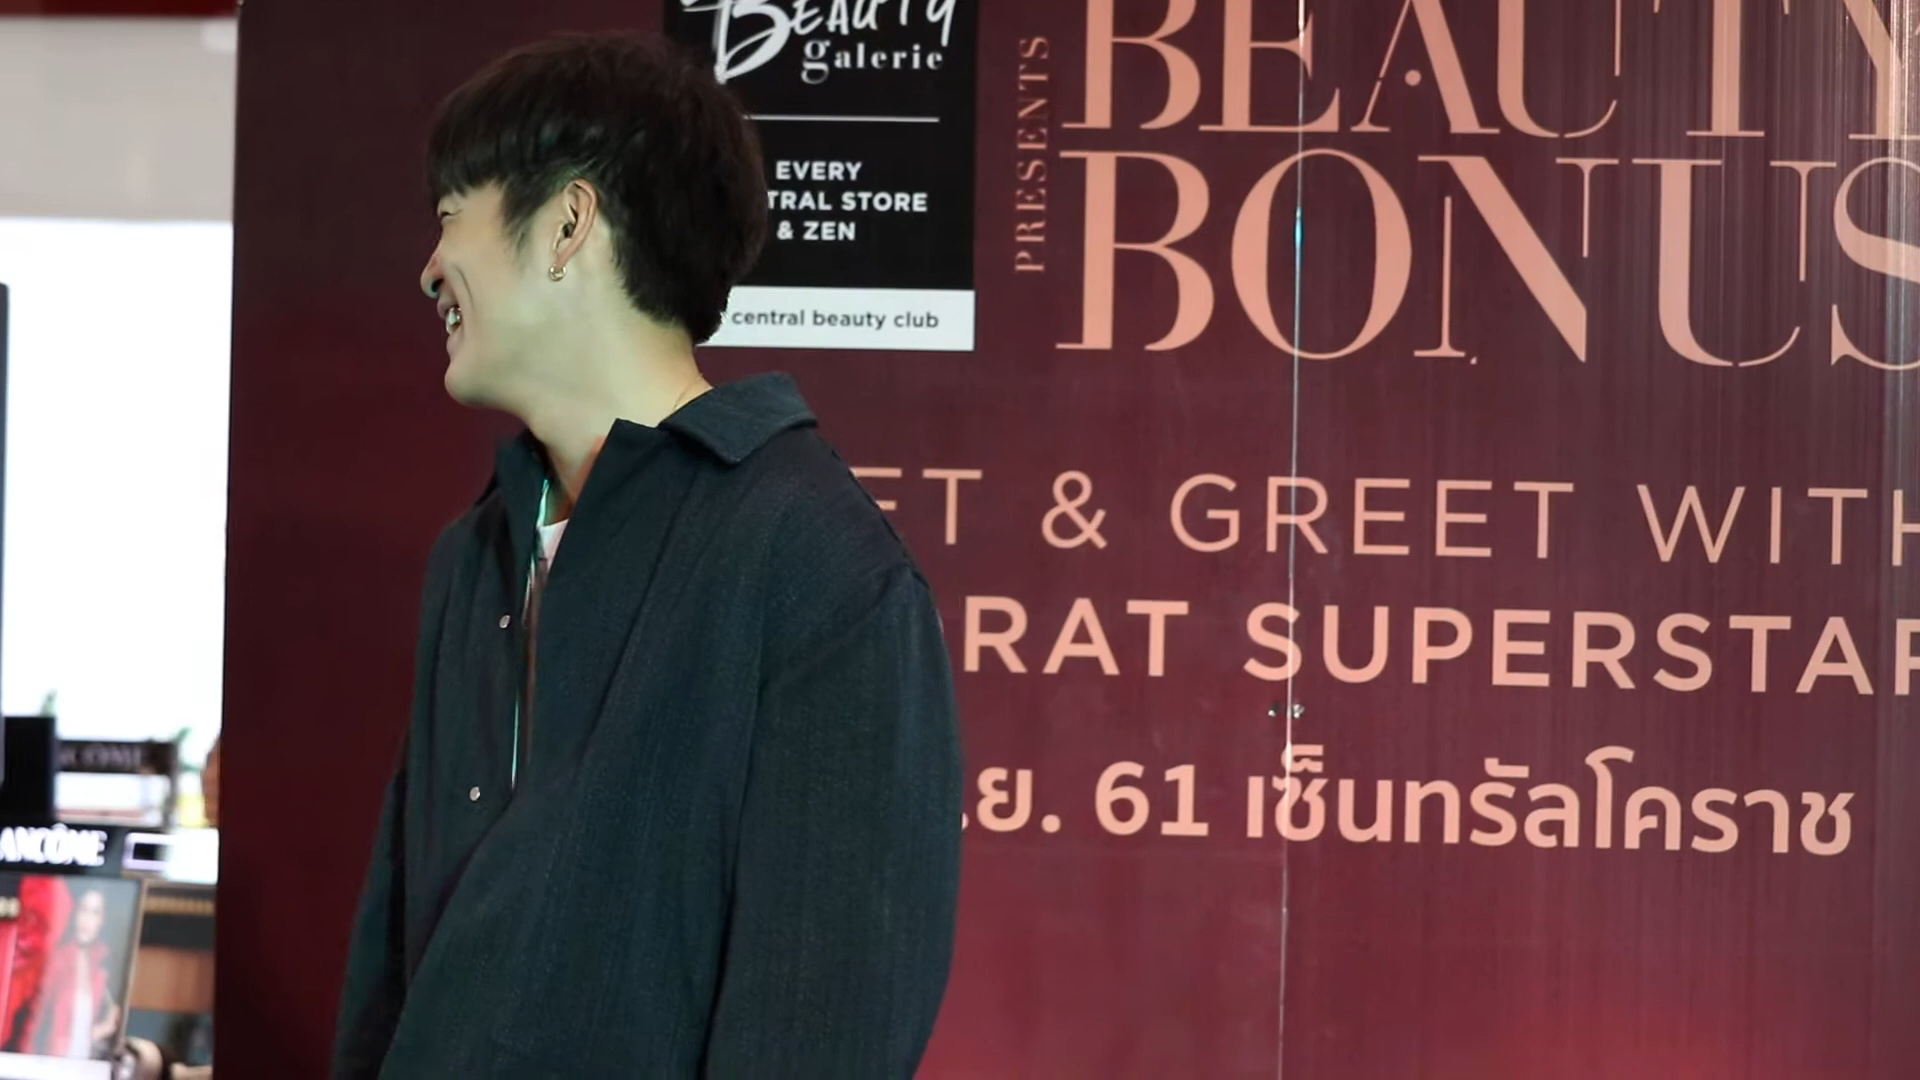 BEAUTY
galerie
EVERY
TRAL STORE
& ZEN
central beauty club
PRESENTS
BEAUTY
BONUS
ET & GREET WITH
RAT SUPERSTAR
.ย. 61 เซ็นทรัลโคราช
LANCÔME